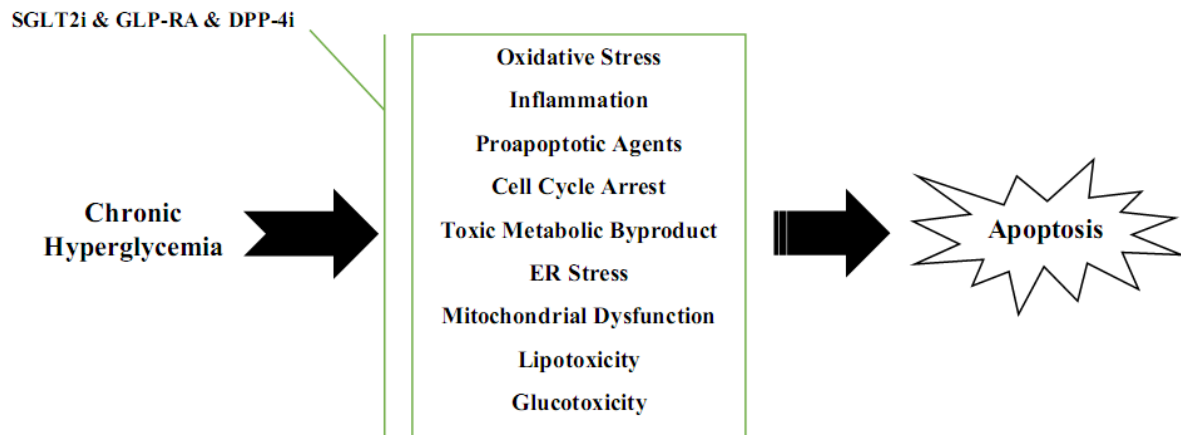 SGLT2i & GLP-RA & DPP-4i
Oxidative Stress
Inflammation
Proapoptotic Agents
Cell Cycle Arrest
Toxic Metabolic Byproduct
ER Stress
Mitochondrial Dysfunction
Lipotoxicity
Glucotoxicity
Chronic
Hyperglycemia
Apoptosis